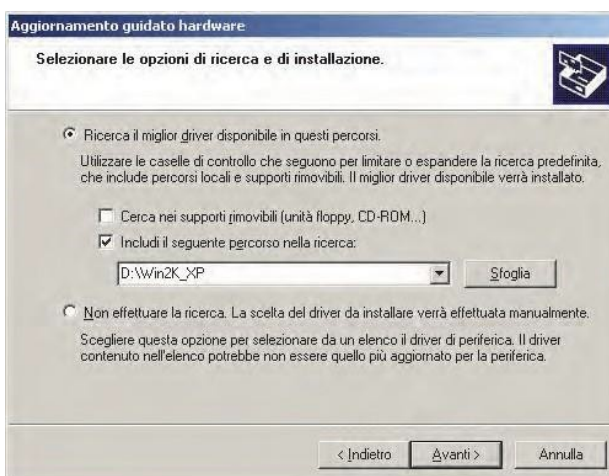 Aggiornamento guidato hardware
Selezionare le opzioni di ricerca e di installazione.
Ricerca il miglior driver disponibile in questi percorsi.
Utilizzare le caselle di controllo che seguono per limitare o espandere la ricerca predefinita,
che include percorsi locali e supporti rimovibili. Il miglior driver disponibile verrà installato.
Cerca nei supporti rimovibili (unità floppy, CD-ROM...)
Includi il seguente percorso nella ricerca:
D:\Win2K_XP
Sfoglia
Non effettuare la ricerca. La scelta del driver da installare verrà effettuata manualmente.
Scegliere questa opzione per selezionare da un elenco il driver di periferica. Il driver
contenuto nell'elenco potrebbe non essere quello più aggiornato per la periferica.
< Indietro
Avanti >
Annulla